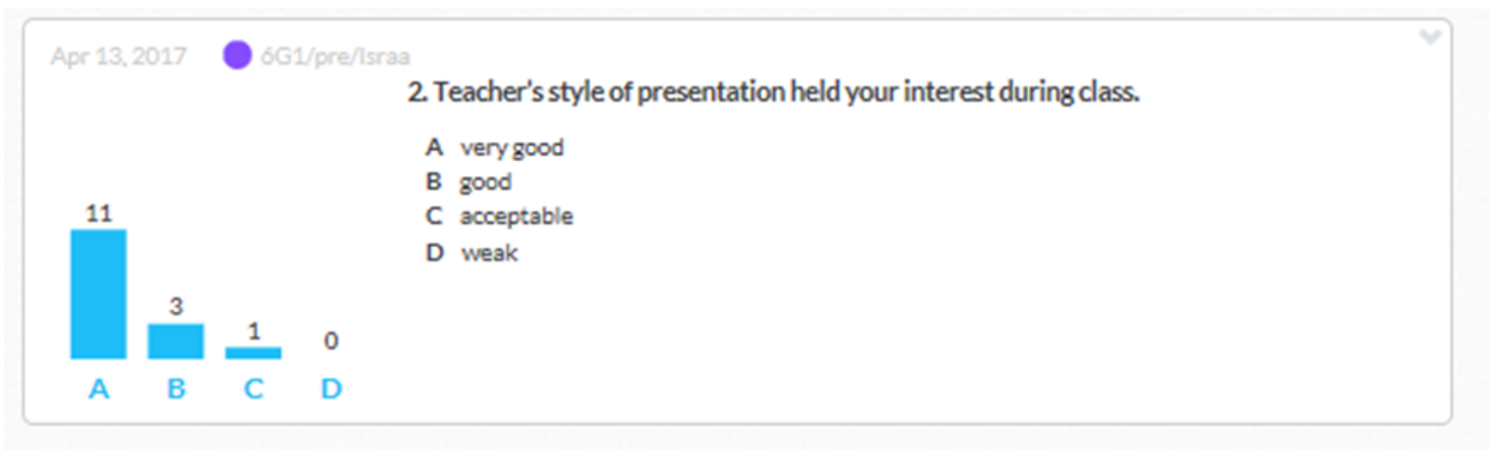 Apr 13, 2017 6G1/pre/Israa
2. Teacher's style of presentation held your interest during class.
A very good
B good
C acceptable
D weak
11
3
1
0
A B C D